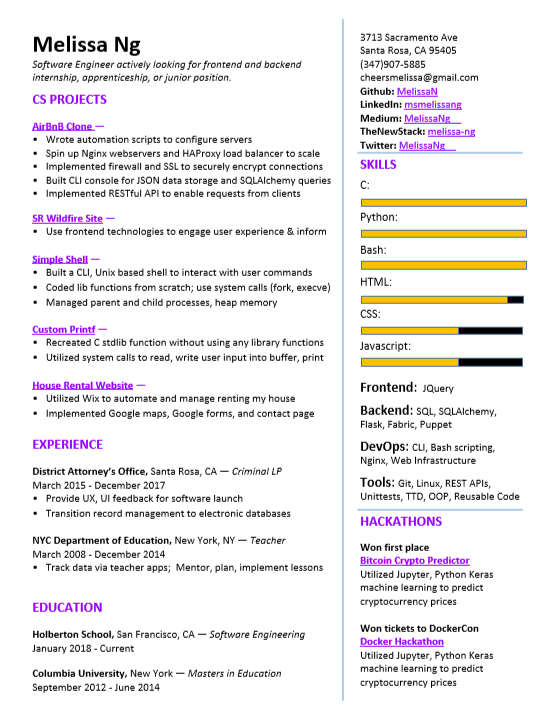 Melissa Ng
Software Engineer actively looking for frontend and backend
internship, apprenticeship, or junior position.
CS PROJECTS
AirBnB Clone —
• Wrote automation scripts to configure servers
• Spin up Nginx webservers and HAProxy load balancer to scale
• Implemented firewall and SSL to securely encrypt connections
• Built CLI console for JSON data storage and SQLAlchemy queries
• Implemented RESTful API to enable requests from clients
SR Wildfire Site —
• Use frontend technologies to engage user experience & inform
Simple Shell —
• Built a CLI, Unix based shell to interact with user commands
• Coded lib functions from scratch; use system calls (fork, execve)
• Managed parent and child processes, heap memory
Custom Printf —
• Recreated C stdlib function without using any library functions
• Utilized system calls to read, write user input into buffer, print
House Rental Website —
• Utilized Wix to automate and manage renting my house
• Implemented Google maps, Google forms, and contact page
EXPERIENCE
District Attorney's Office, Santa Rosa, CA — Criminal LP
March 2015 - December 2017
• Provide UX, UI feedback for software launch
• Transition record management to electronic databases
NYC Department of Education, New York, NY — Teacher
March 2008 - December 2014
• Track data via teacher apps; Mentor, plan, implement lessons
EDUCATION
Holberton School, San Francisco, CA — Software Engineering
January 2018 - Current
Columbia University, New York — Masters in Education
September 2012 - June 2014
3713 Sacramento Ave
Santa Rosa, CA 95405
(347)907-5885
cheersmelissa@gmail.com
Github: MelissaN
LinkedIn: msmelissang
Medium: MelissaNg__
TheNewStack: melissa-ng
Twitter: MelissaNg__
SKILLS
C:
Python:
Bash:
HTML:
CSS:
Javascript:
Frontend: JQuery
Backend: SQL, SQLAlchemy,
Flask, Fabric, Puppet
DevOps: CLI, Bash scripting,
Nginx, Web Infrastructure
Tools: Git, Linux, REST APIs,
Unittests, TTD, OOP, Reusable Code
HACKATHONS
Won first place
Bitcoin Crypto Predictor
Utilized Jupyter, Python Keras
machine learning to predict
cryptocurrency prices
Won tickets to DockerCon
Docker Hackathon
Utilized Jupyter, Python Keras
machine learning to predict
cryptocurrency prices